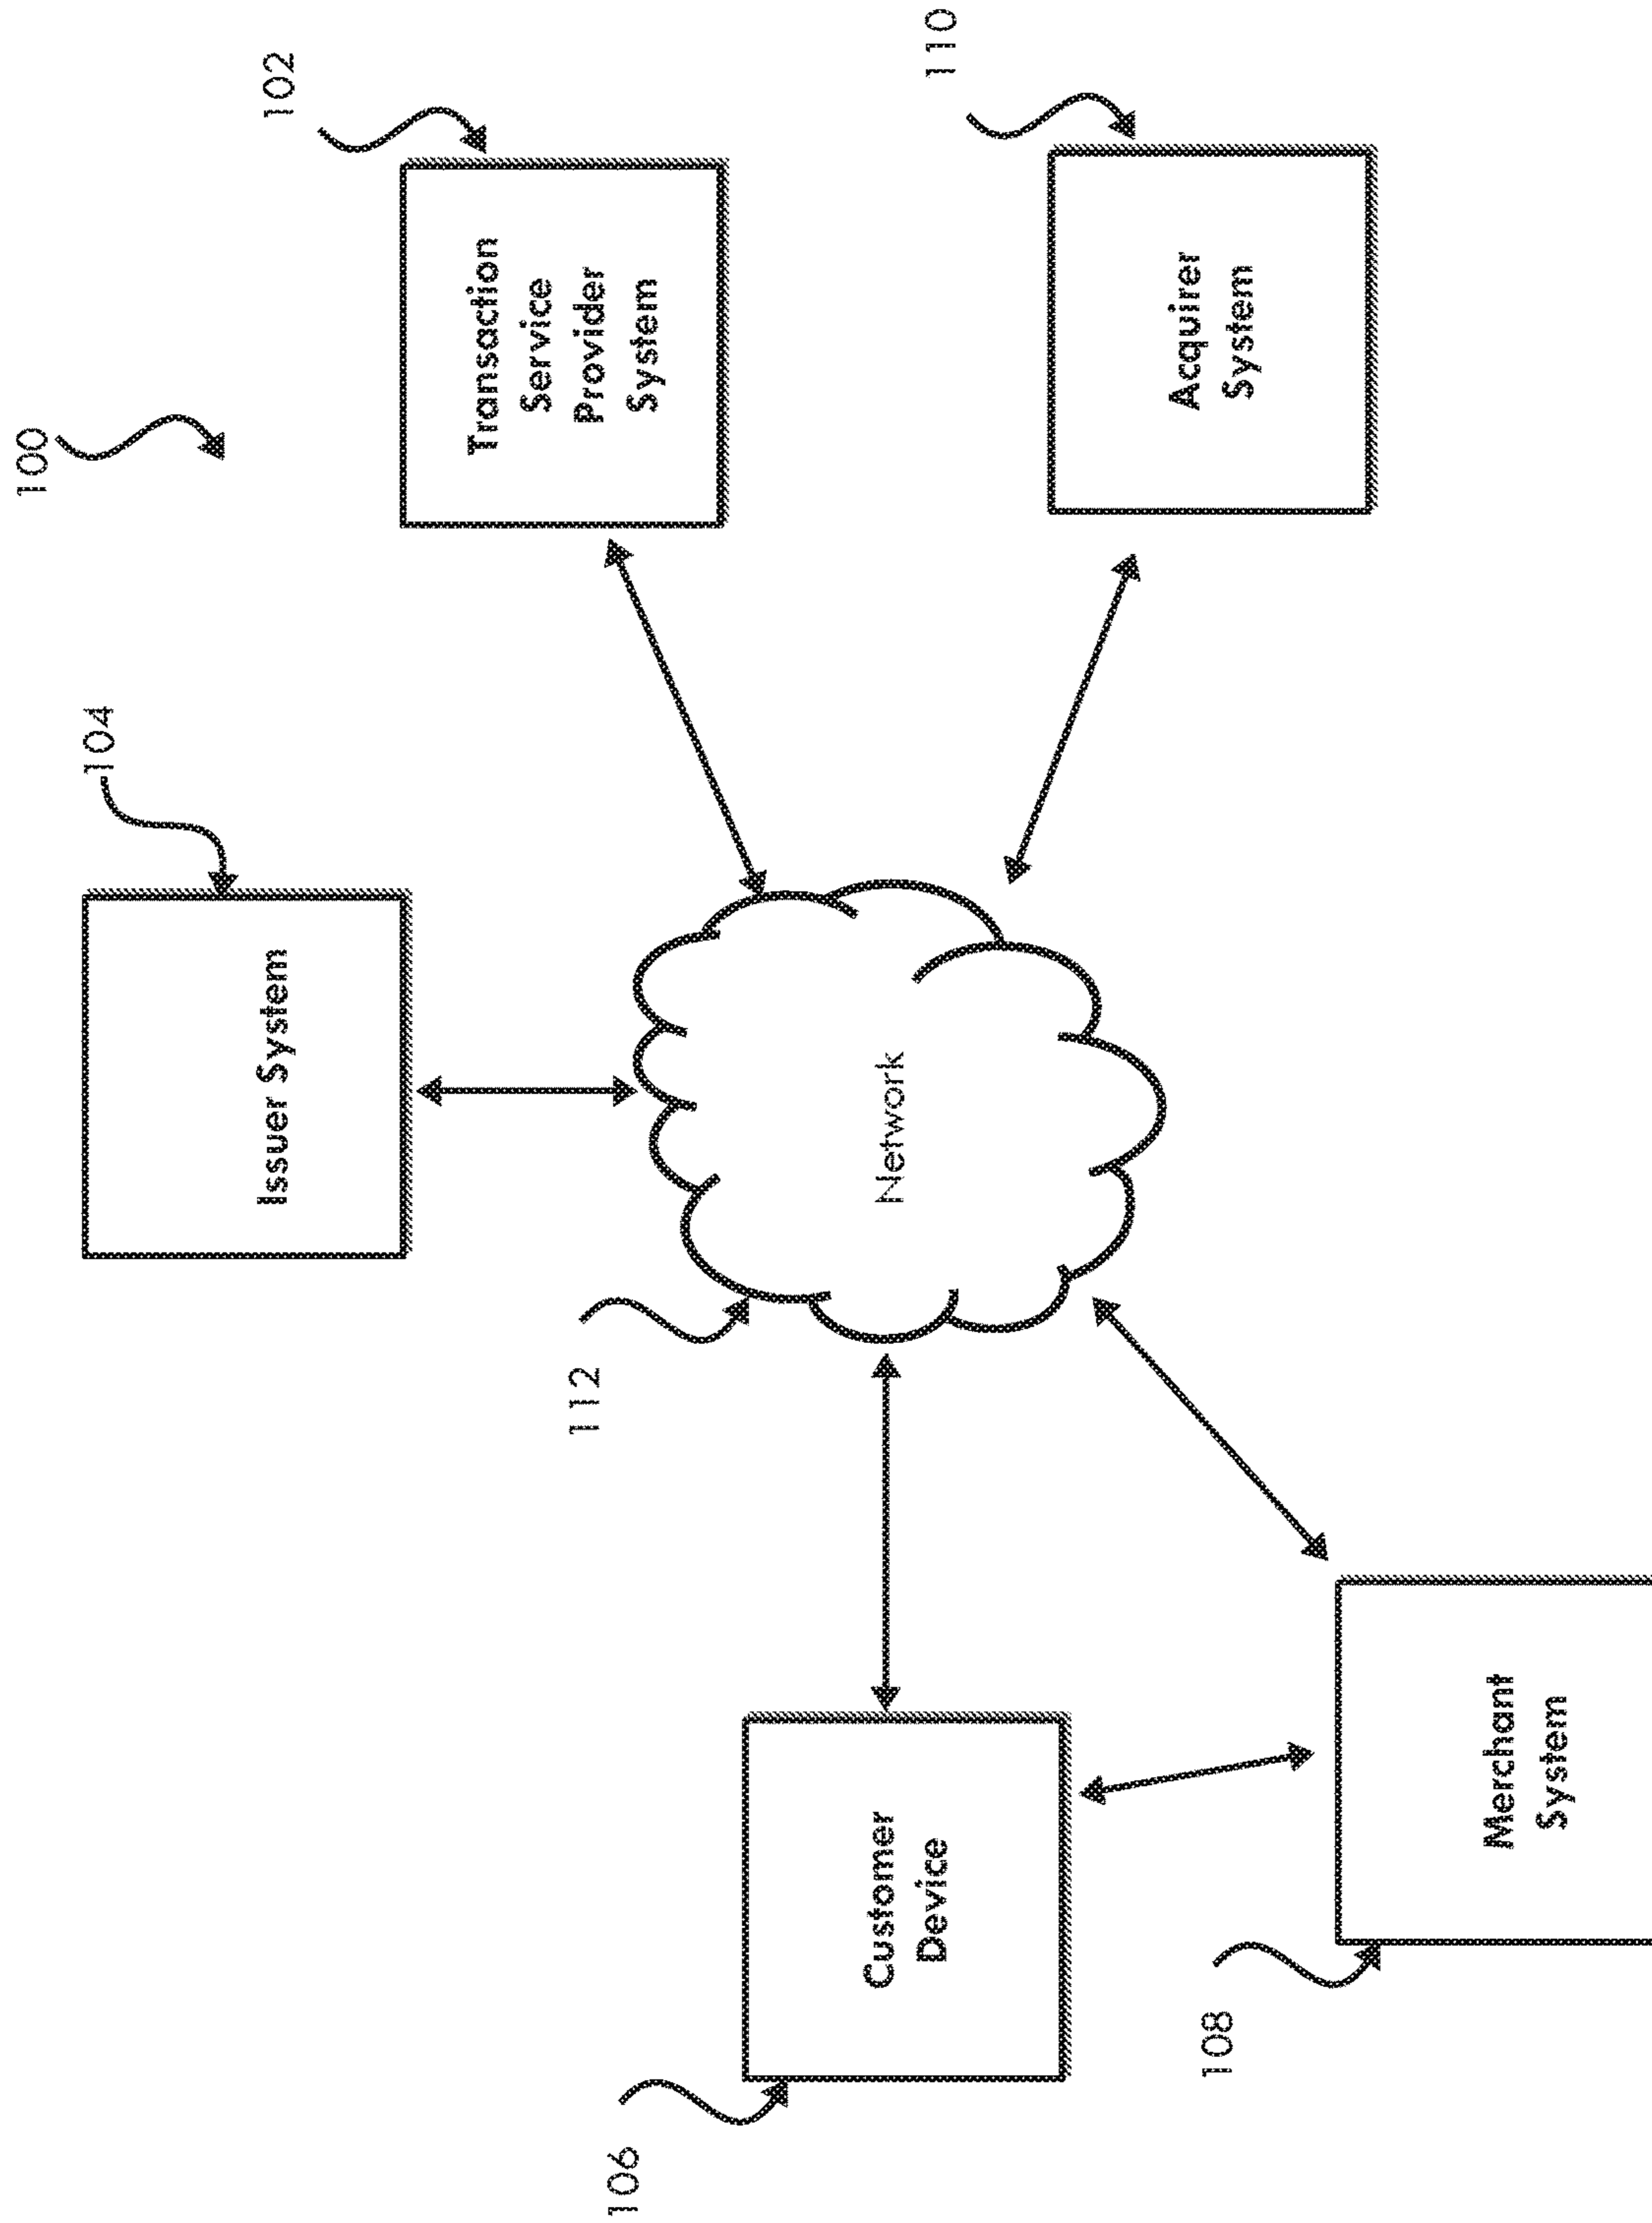 100
104
Issuer System
102
Transaction
Service
Provider
System
112
Network
106
Customer
Device
110
Acquirer
System
108
Merchant
System